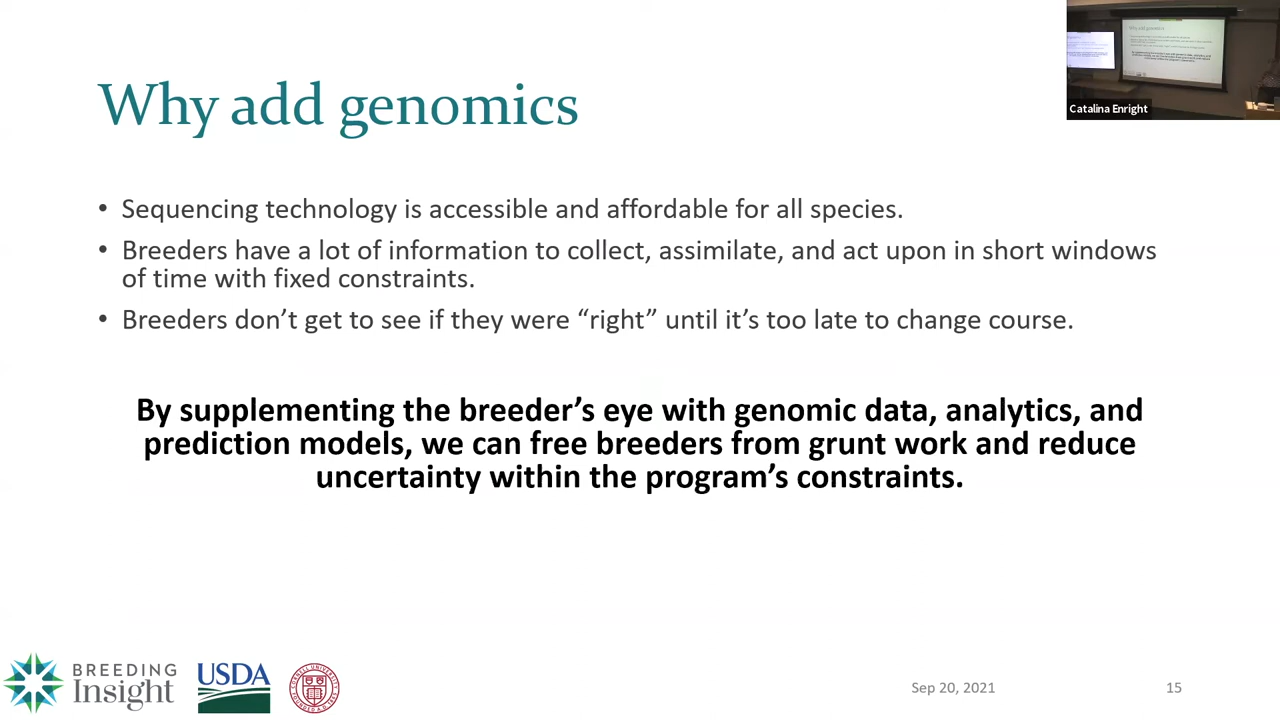 Why add genomics
Catalina Enright
• Sequencing technology is accessible and affordable for all species.
• Breeders have a lot of information to collect, assimilate, and act upon in short windows
of time with fixed constraints.
• Breeders don’t get to see if they were “right” until it’s too late to change course.
By supplementing the breeder’s eye with genomic data, analytics, and
prediction models, we can free breeders from grunt work and reduce
uncertainty within the program’s constraints.
BREEDING
Insight
USDA
Sep 20, 2021
15